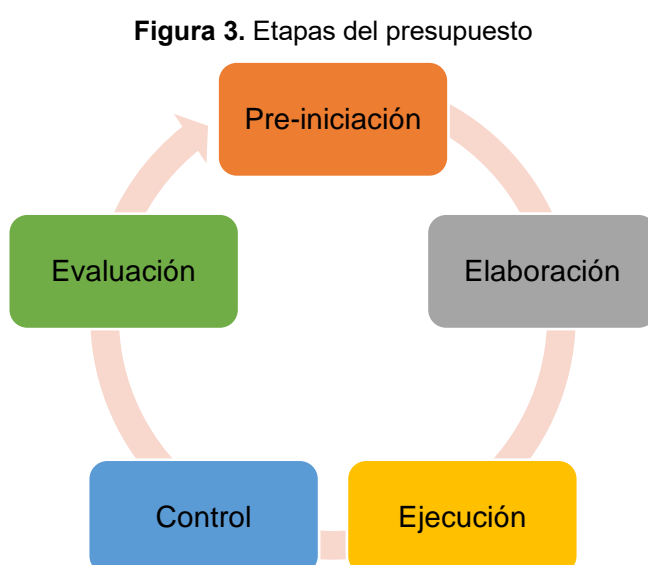 Figura 3. Etapas del presupuesto
Pre-iniciación
Elaboración
Ejecución
Control
Evaluación